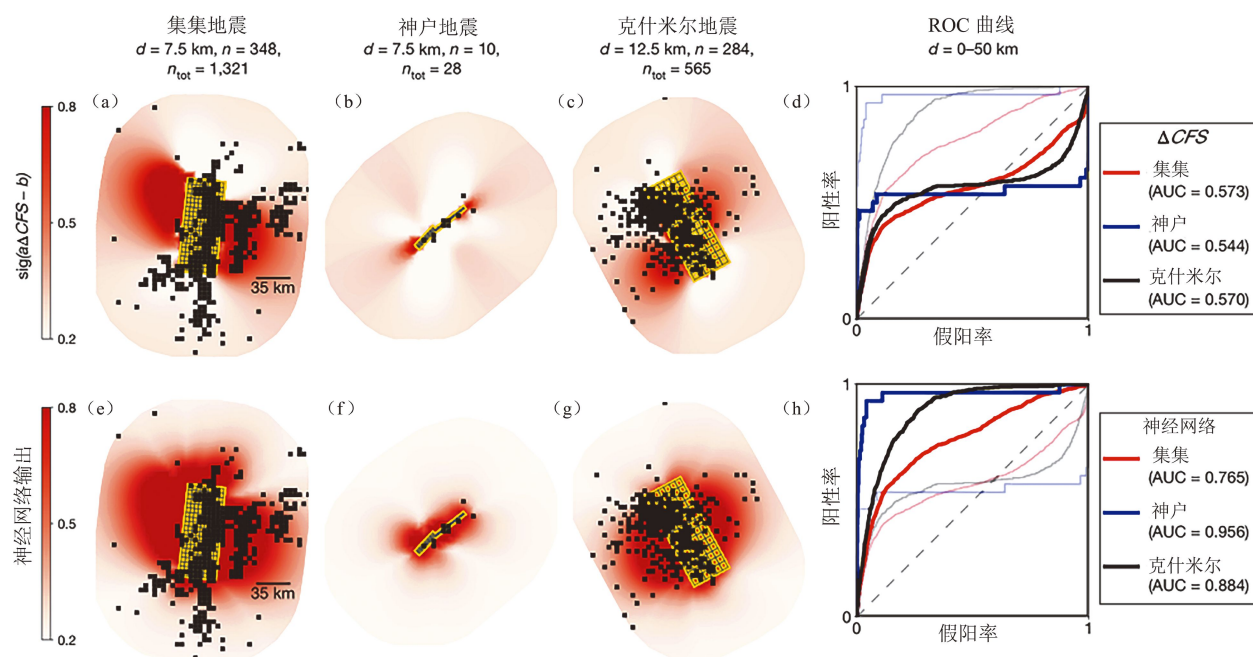 集集地震
d = 7.5 km, n = 348,
n_tot = 1,321
神户地震
d = 7.5 km, n = 10,
n_tot = 28
克什米尔地震
d = 12.5 km, n = 284,
n_tot = 565
ROC 曲线
d = 0–50 km
(a)
(b)
(c)
(d)
0.8
0.5
0.2
sig(aΔCFS – b)
35 km
1
阳性率
0
0
假阳率
1
ΔCFS
集集
(AUC = 0.573)
神户
(AUC = 0.544)
克什米尔
(AUC = 0.570)
(e)
(f)
(g)
(h)
0.8
0.5
0.2
神经网络输出
35 km
1
阳性率
0
0
假阳率
1
神经网络
集集
(AUC = 0.765)
神户
(AUC = 0.956)
克什米尔
(AUC = 0.884)